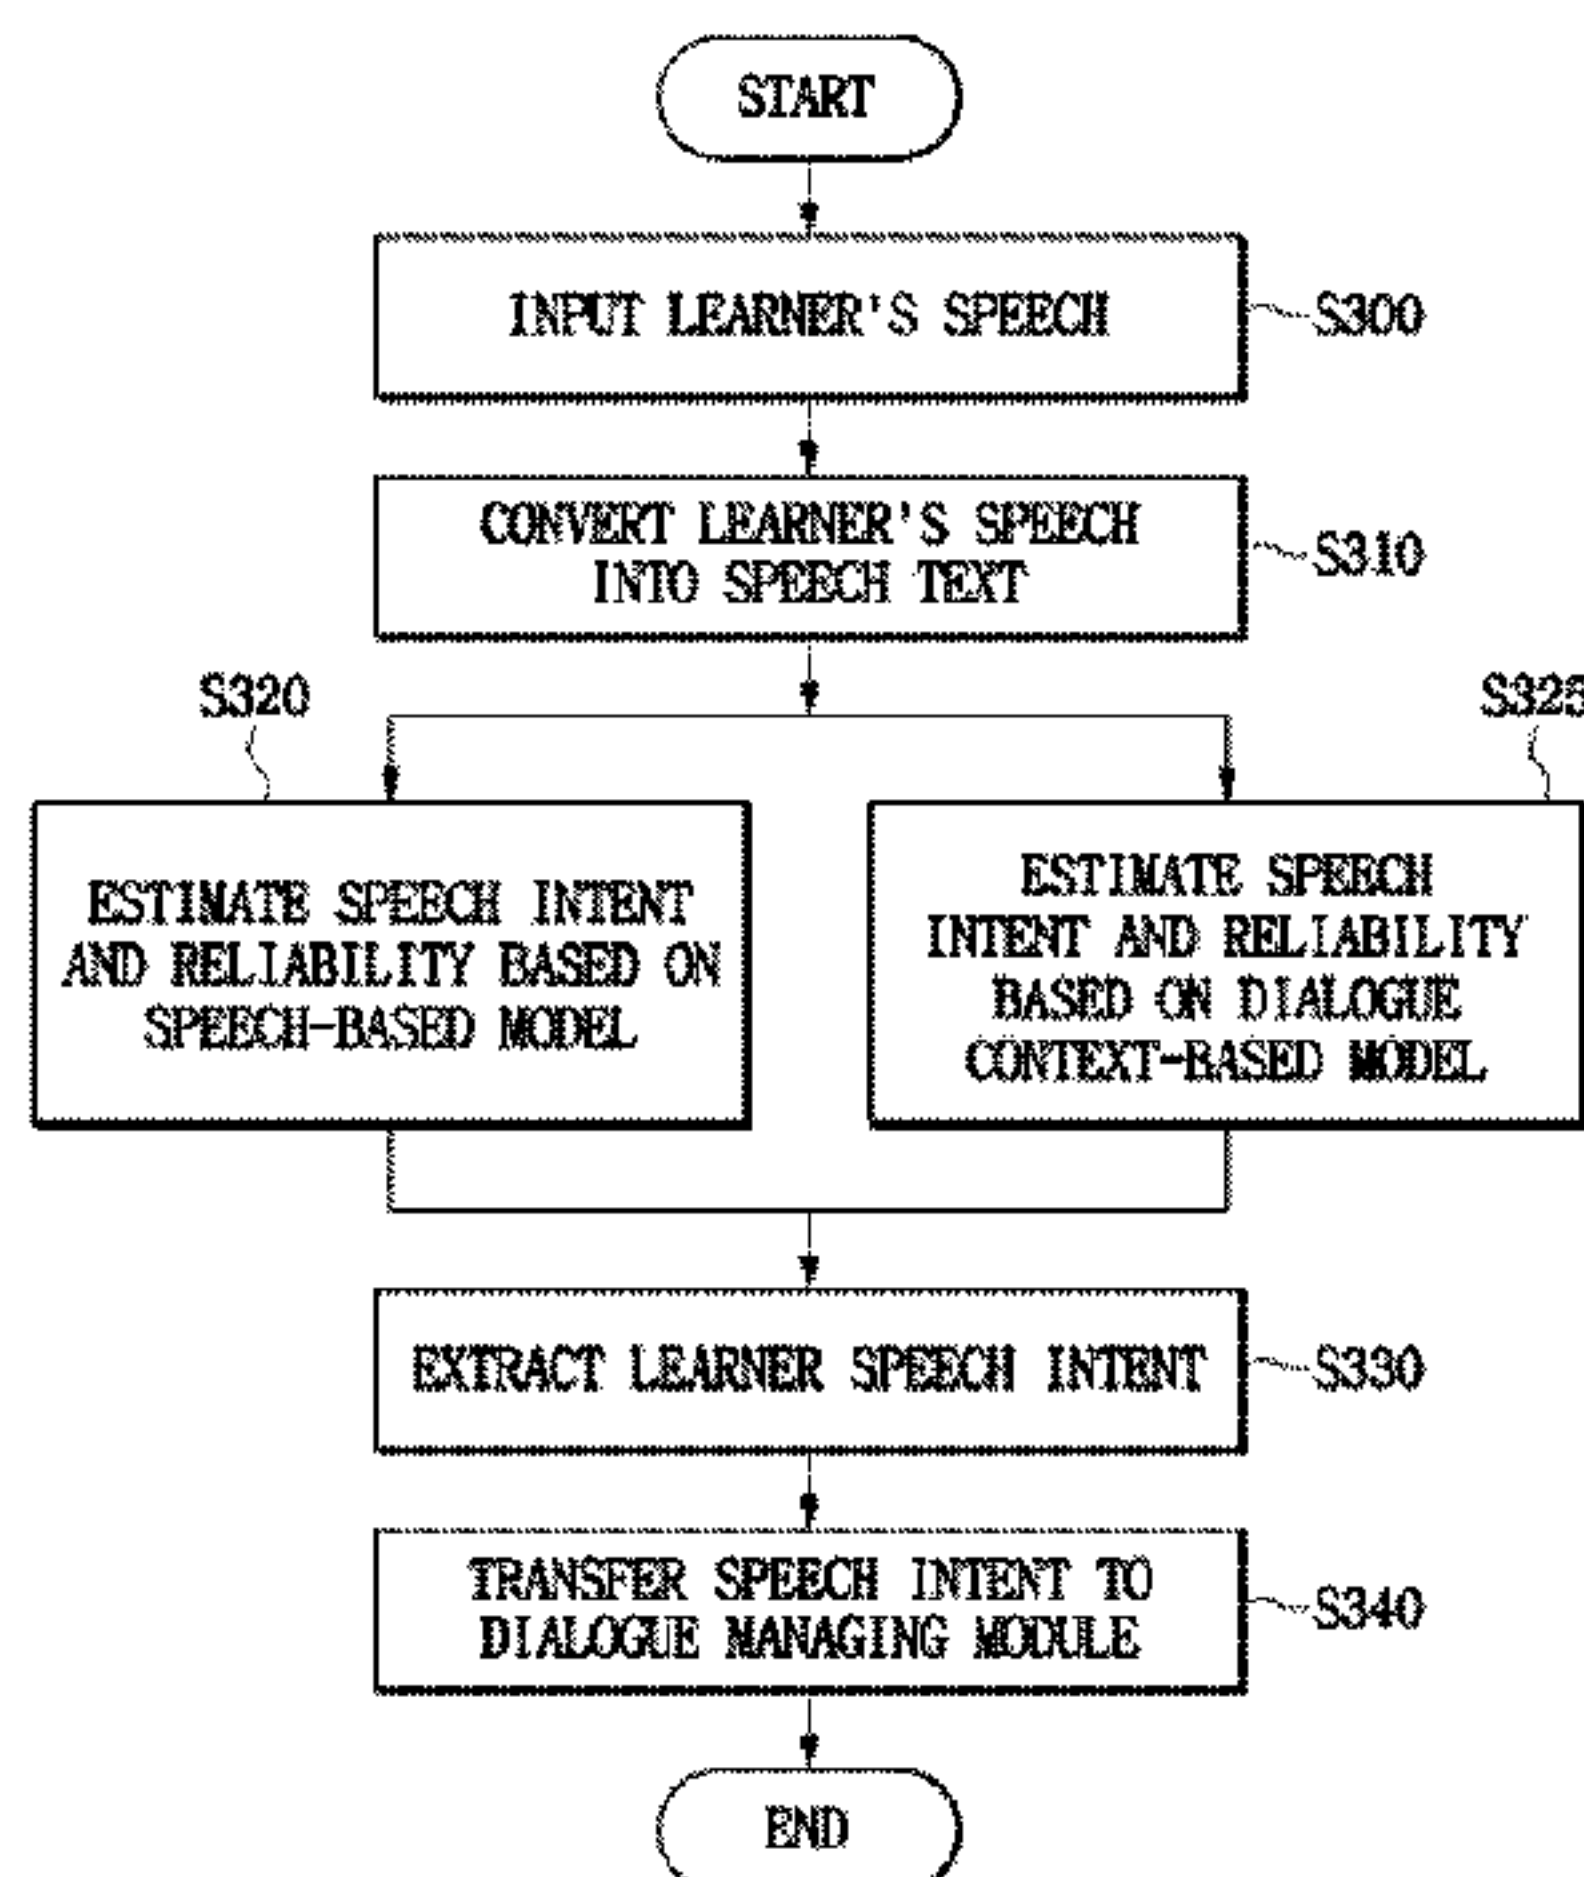 START
INPUT LEARNER'S SPEECH
S300
CONVERT LEARNER'S SPEECH
INTO SPEECH TEXT
S310
S320
S325
ESTIMATE SPEECH INTENT
AND RELIABILITY BASED ON
SPEECH-BASED MODEL
ESTIMATE SPEECH
INTENT AND RELIABILITY
BASED ON DIALOGUE
CONTEXT-BASED MODEL
EXTRACT LEARNER SPEECH INTENT
S330
TRANSFER SPEECH INTENT TO
DIALOGUE MANAGING MODULE
S340
END